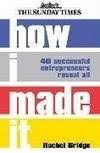 THE SUNDAY TIMES
how
i
made
it
40 successful
entrepreneurs
reveal all
Rachel Bridge